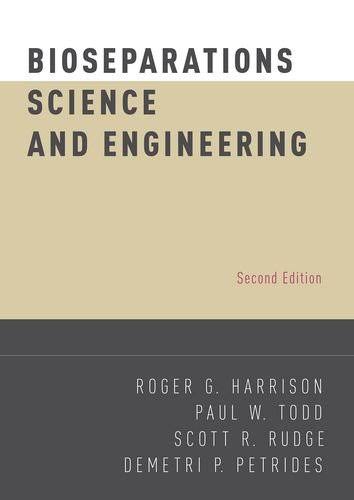 BIOSEPARATIONS
SCIENCE
AND ENGINEERING
Second Edition
ROGER G. HARRISON
PAUL W. TODD
SCOTT R. RUDGE
DEMETRI P. PETRIDES